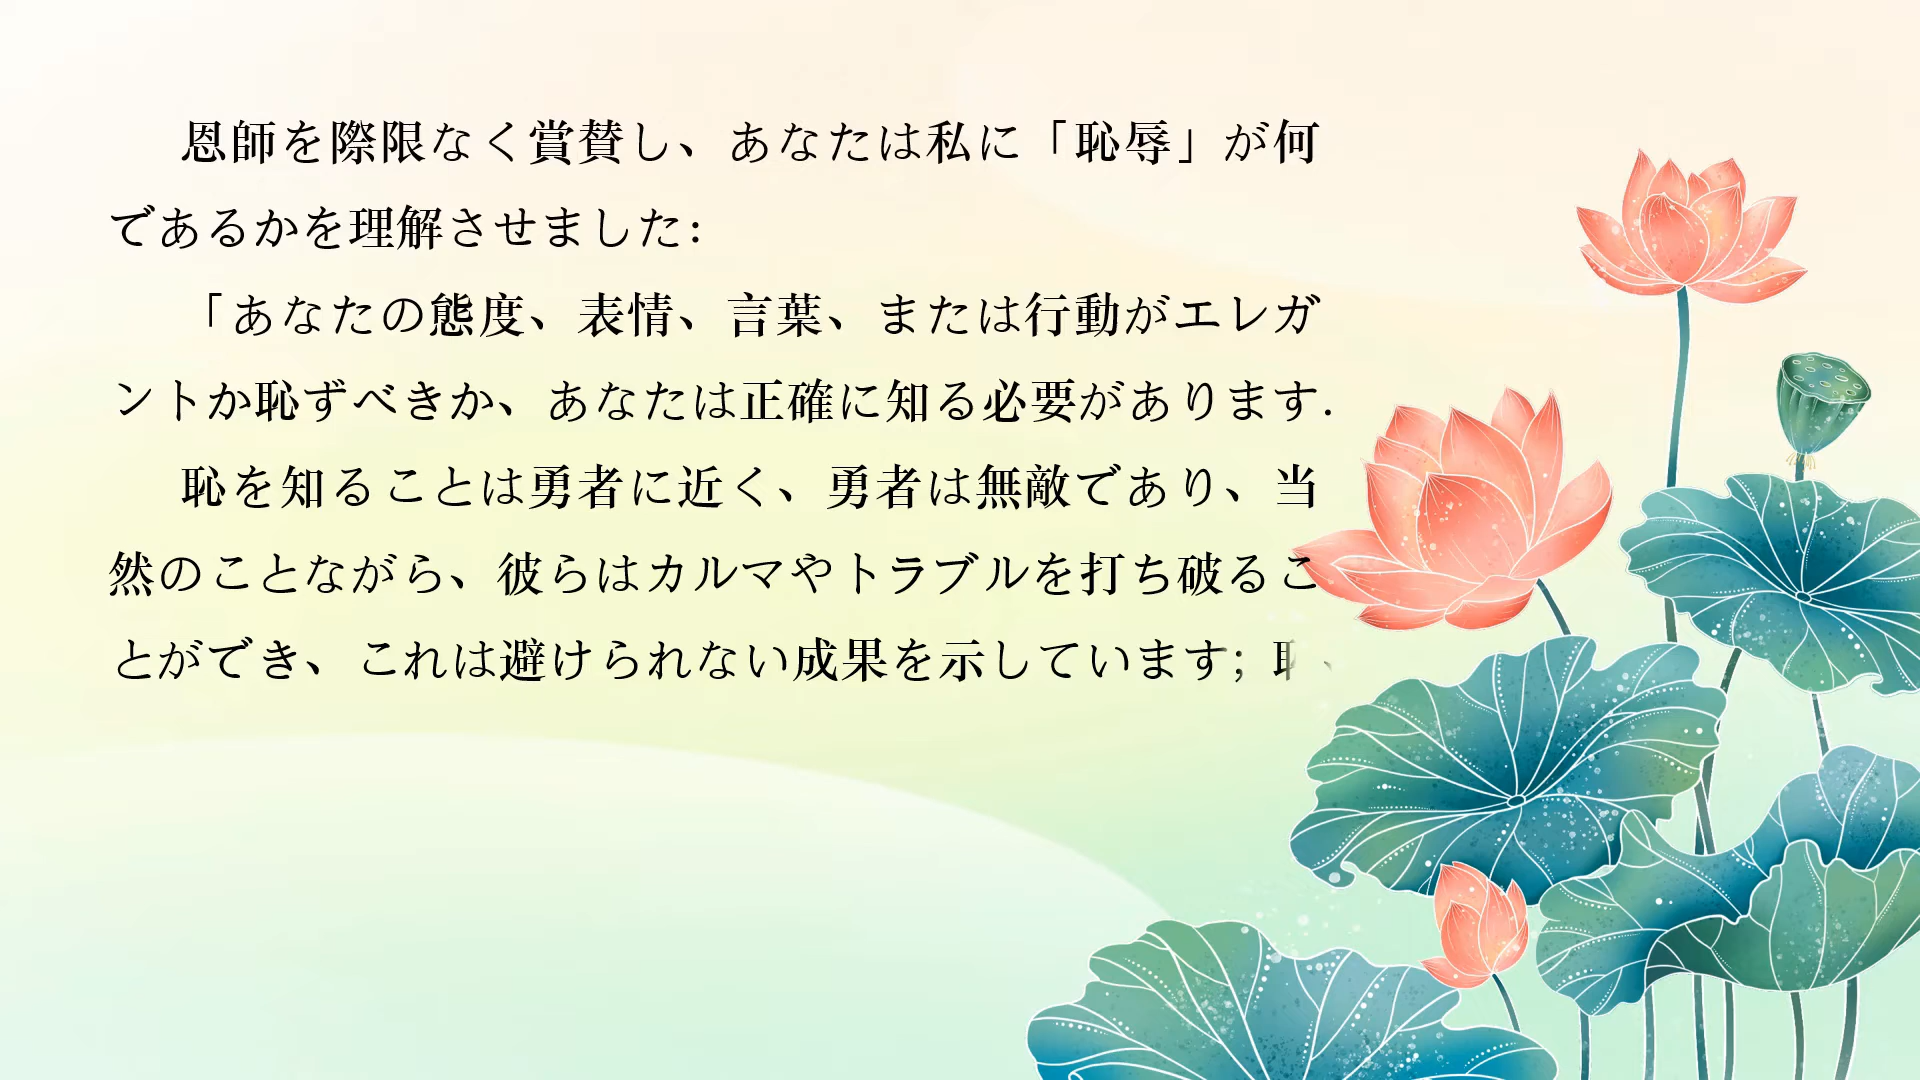 恩師を際限なく賞賛し、あなたは私に「恥辱」が何
であるかを理解させました:
「あなたの態度、表情、言葉、または行動がエレガ
ントか恥ずべきか、あなたは正確に知る必要があります.
恥を知ることは勇者に近く、勇者は無敵であり、当
然のことながら、彼らはカルマやトラブルを打ち破るこ
とができ、これは避けられない成果を示しています;